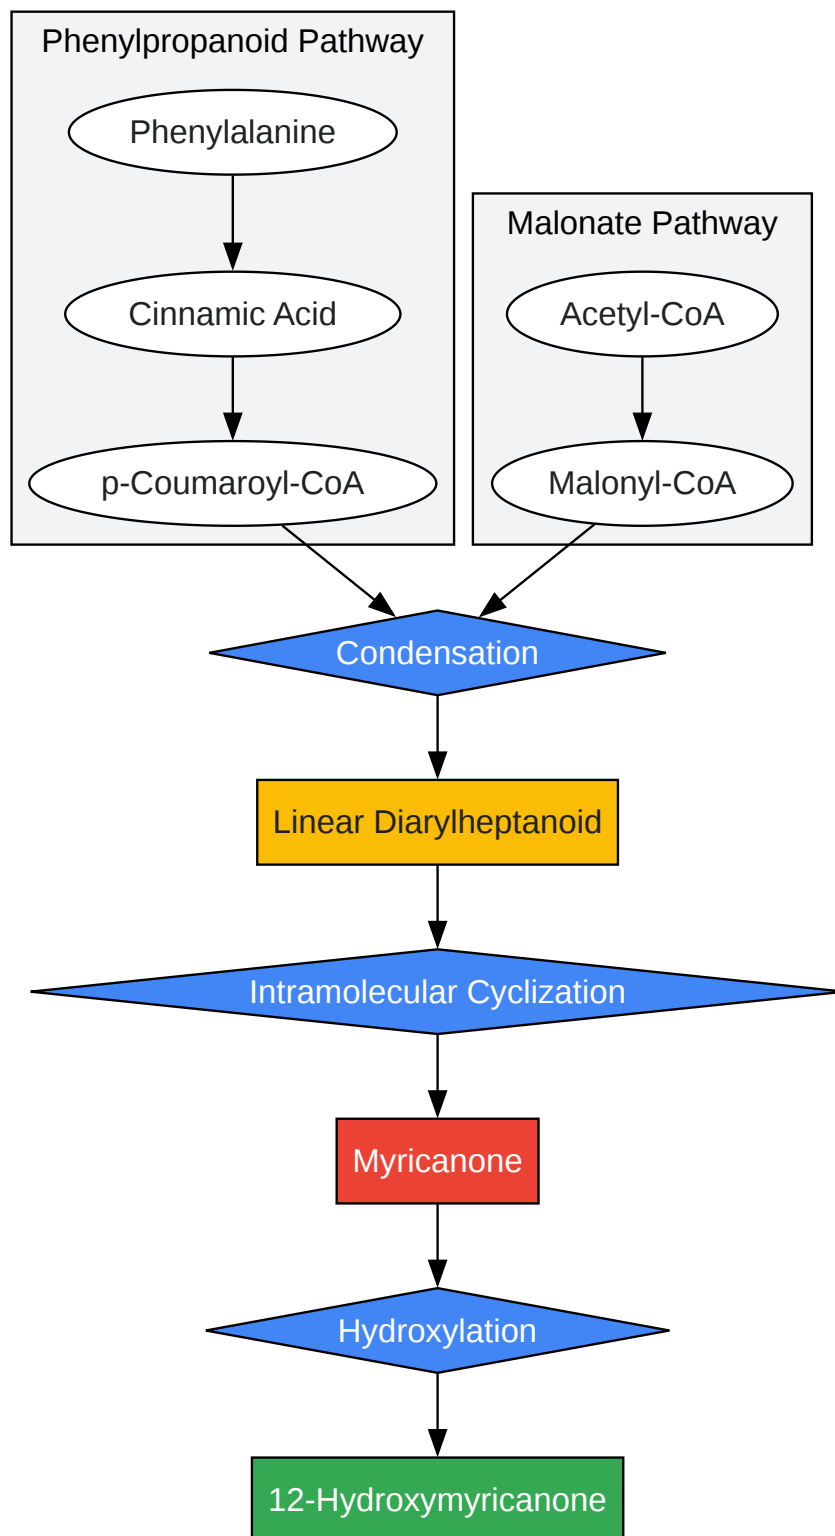 Phenylpropanoid Pathway
Phenylalanine
Cinnamic Acid
p-Coumaroyl-CoA
Malonate Pathway
Acetyl-CoA
Malonyl-CoA
Condensation
Linear Diarylheptanoid
Intramolecular Cyclization
Myricanone
Hydroxylation
12-Hydroxymyricanone